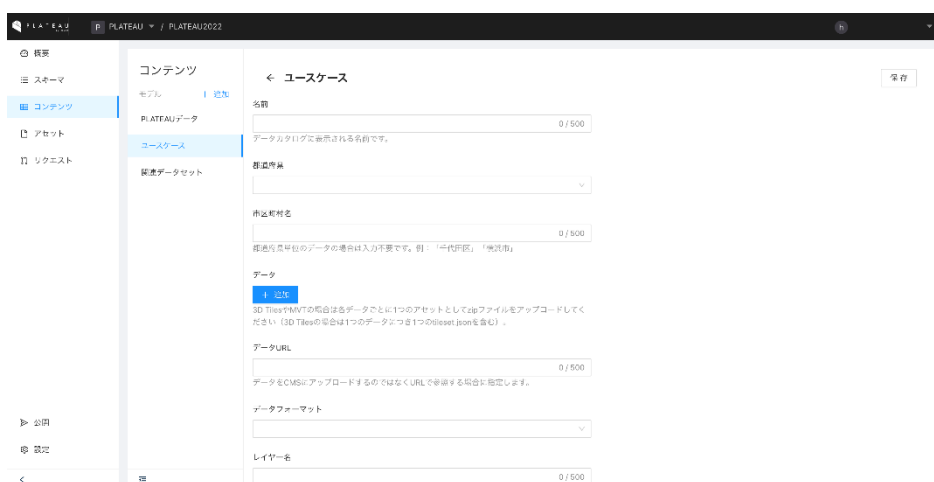 PLATEAU
P PLATEAU / PLATEAU2022
h
概要
スキーマ
コンテンツ
アセット
リクエスト
公開
設定
コンテンツ
モデル
追加
PLATEAUデータ
ユースケース
関連データセット
← ユースケース
保存
名前
0 / 500
データカタログに表示される名前です。
都道府県
市区町村名
0 / 500
都道府県単位のデータの場合は入力不要です。例：「千代田区」「横浜市」
データ
+ 追加
3D TilesやMVTの場合は各データごとに1つのアセットとしてzipファイルをアップロードしてく
ださい（3D Tilesの場合は1つのデータにつき1つのtileset.jsonを含む）。
データURL
0 / 500
データをCMSにアップロードするのではなくURLで参照する場合に指定します。
データフォーマット
レイヤー名
0 / 500